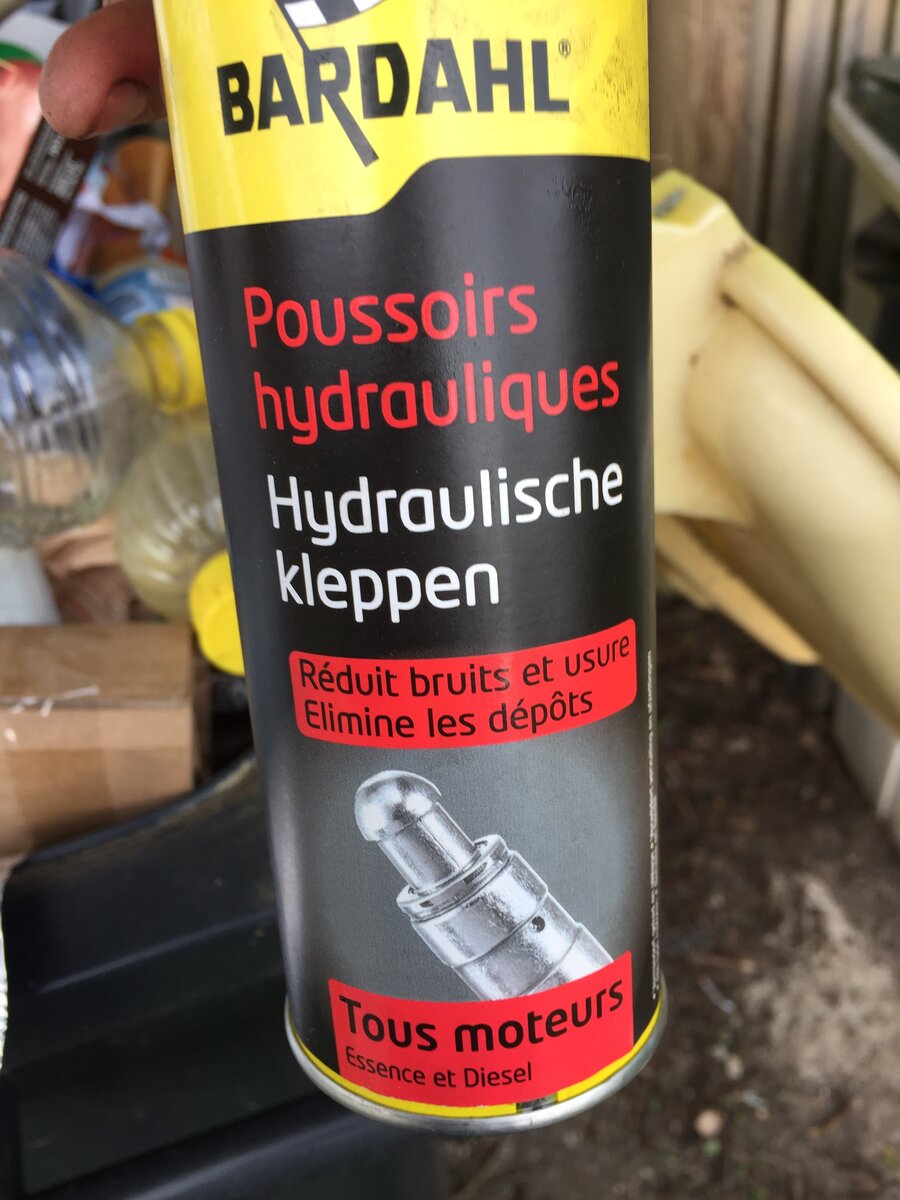 BARDAHL®
Poussoirs
hydrauliques
Hydraulische
kleppen
Réduit bruits et usure
Elimine les dépôts
Tous moteurs
Essence et Diesel